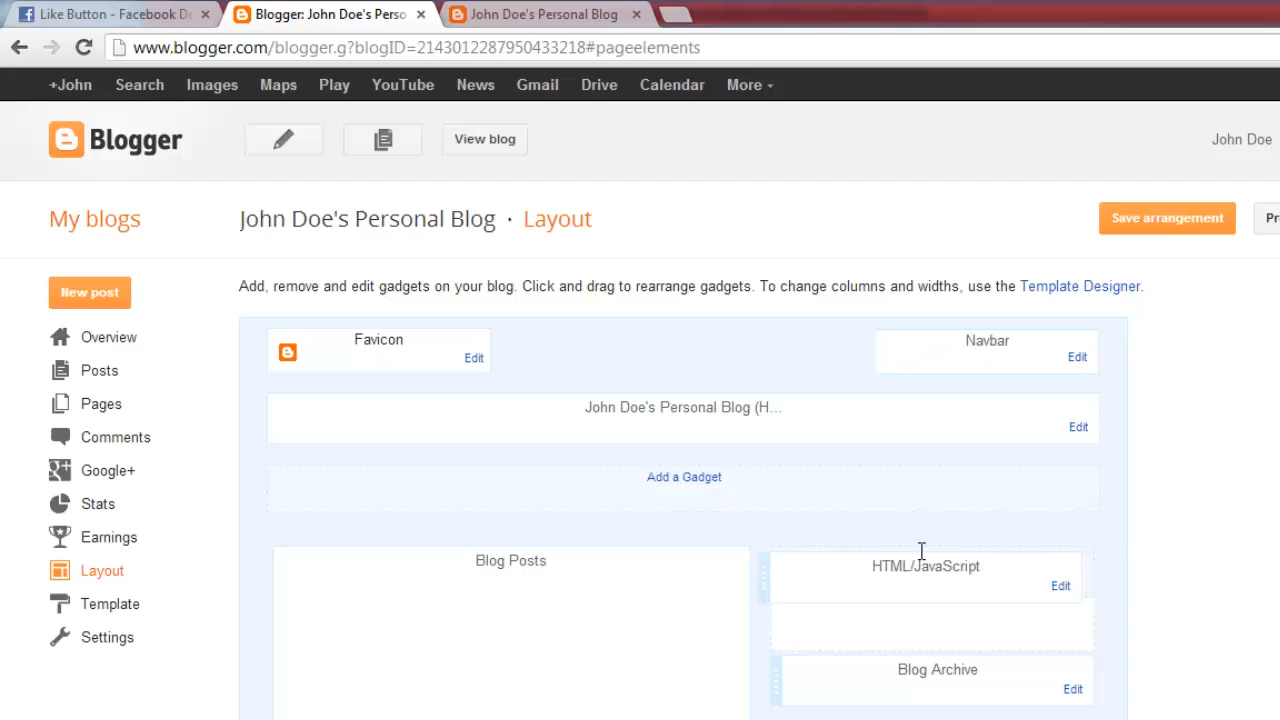 Like Button - Facebook De
Blogger: John Doe's Perso
John Doe's Personal Blog
www.blogger.com/blogger.g?blogID=2143012287950433218#pageelements
+John Search Images Maps Play YouTube News Gmail Drive Calendar More
Blogger
View blog
John Doe
My blogs
John Doe's Personal Blog · Layout
Save arrangement
Pr
New post
Add, remove and edit gadgets on your blog. Click and drag to rearrange gadgets. To change columns and widths, use the Template Designer.
Overview
Posts
Pages
Comments
Google+
Stats
Earnings
Layout
Template
Settings
Favicon
Edit
Navbar
Edit
John Doe's Personal Blog (H...
Edit
Add a Gadget
Blog Posts
HTML/JavaScript
Edit
Blog Archive
Edit